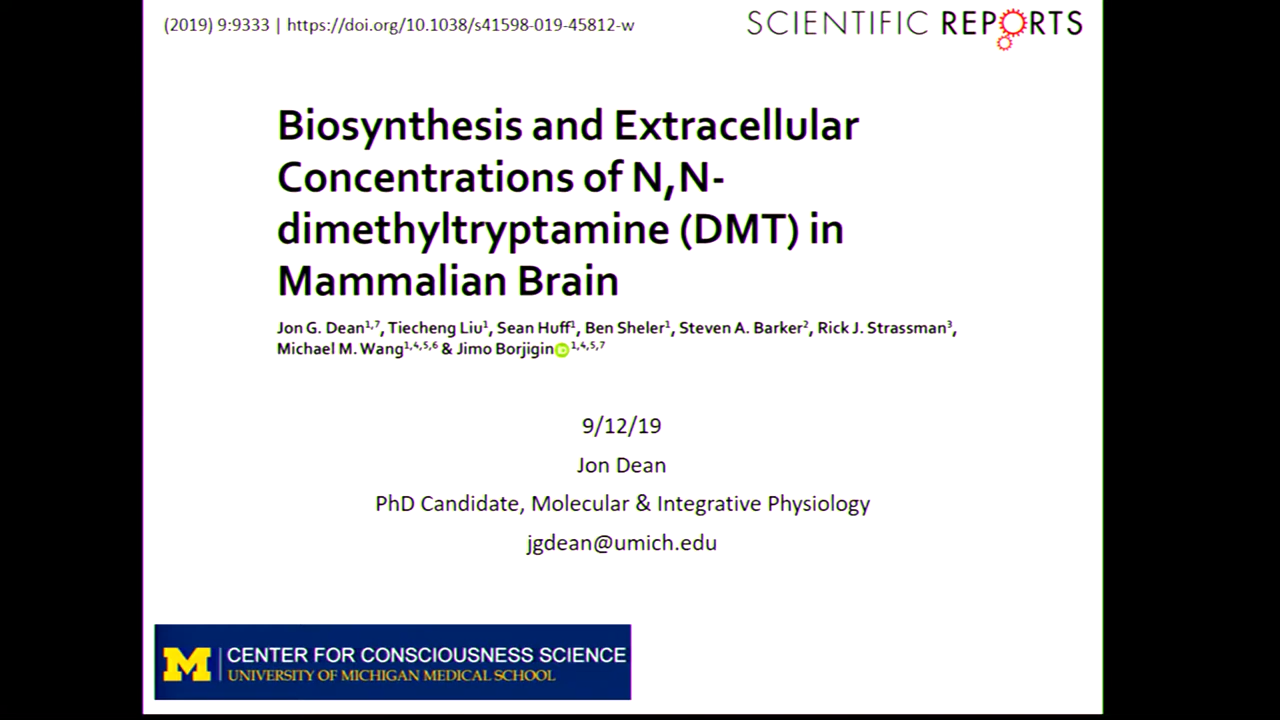 (2019) 9:9333 | https://doi.org/10.1038/s41598-019-45812-w
SCIENTIFIC REPORTS
Biosynthesis and Extracellular
Concentrations of N,N-
dimethyltryptamine (DMT) in
Mammalian Brain
Jon G. Dean1,7, Tiecheng Liu1, Sean Huff1, Ben Sheler1, Steven A. Barker2, Rick J. Strassman3,
Michael M. Wang1,4,5,6 & Jimo Borjigin iD 1,4,5,7
9/12/19
Jon Dean
PhD Candidate, Molecular & Integrative Physiology
jgdean@umich.edu
M | CENTER FOR CONSCIOUSNESS SCIENCE
UNIVERSITY OF MICHIGAN MEDICAL SCHOOL